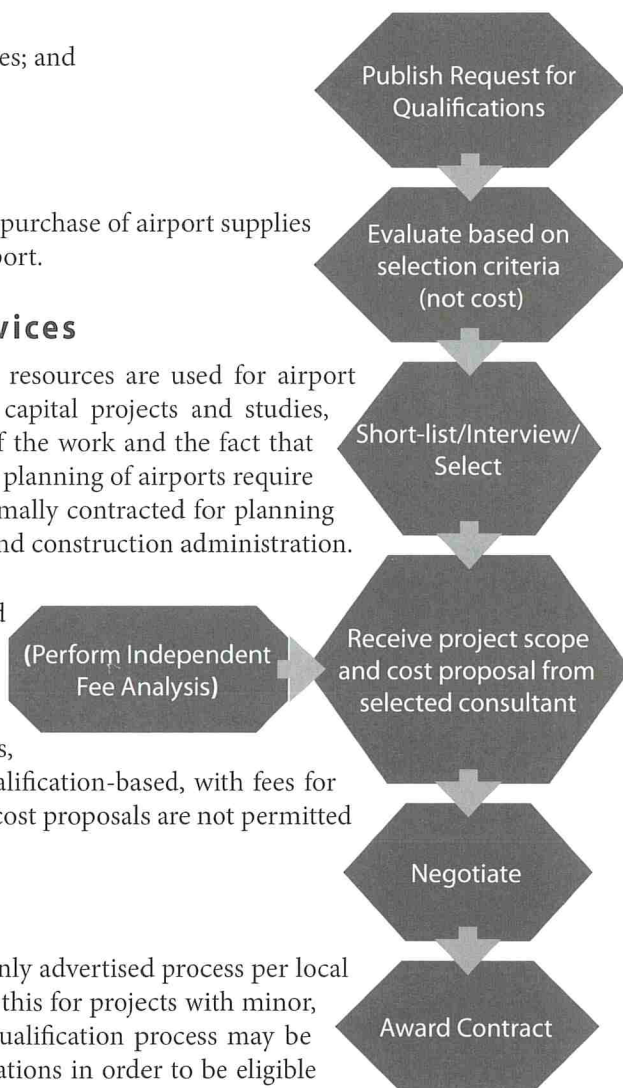 es; and
purchase of airport supplies
port.
vices
resources are used for airport
capital projects and studies,
f the work and the fact that
planning of airports require
mally contracted for planning
nd construction administration.
d
s,
alification-based, with fees for
cost proposals are not permitted
nly advertised process per local
this for projects with minor,
ualification process may be
ations in order to be eligible
Publish Request for
Qualifications
Evaluate based on
selection criteria
(not cost)
Short-list/Interview/
Select
(Perform Independent
Fee Analysis)
Receive project scope
and cost proposal from
selected consultant
Negotiate
Award Contract